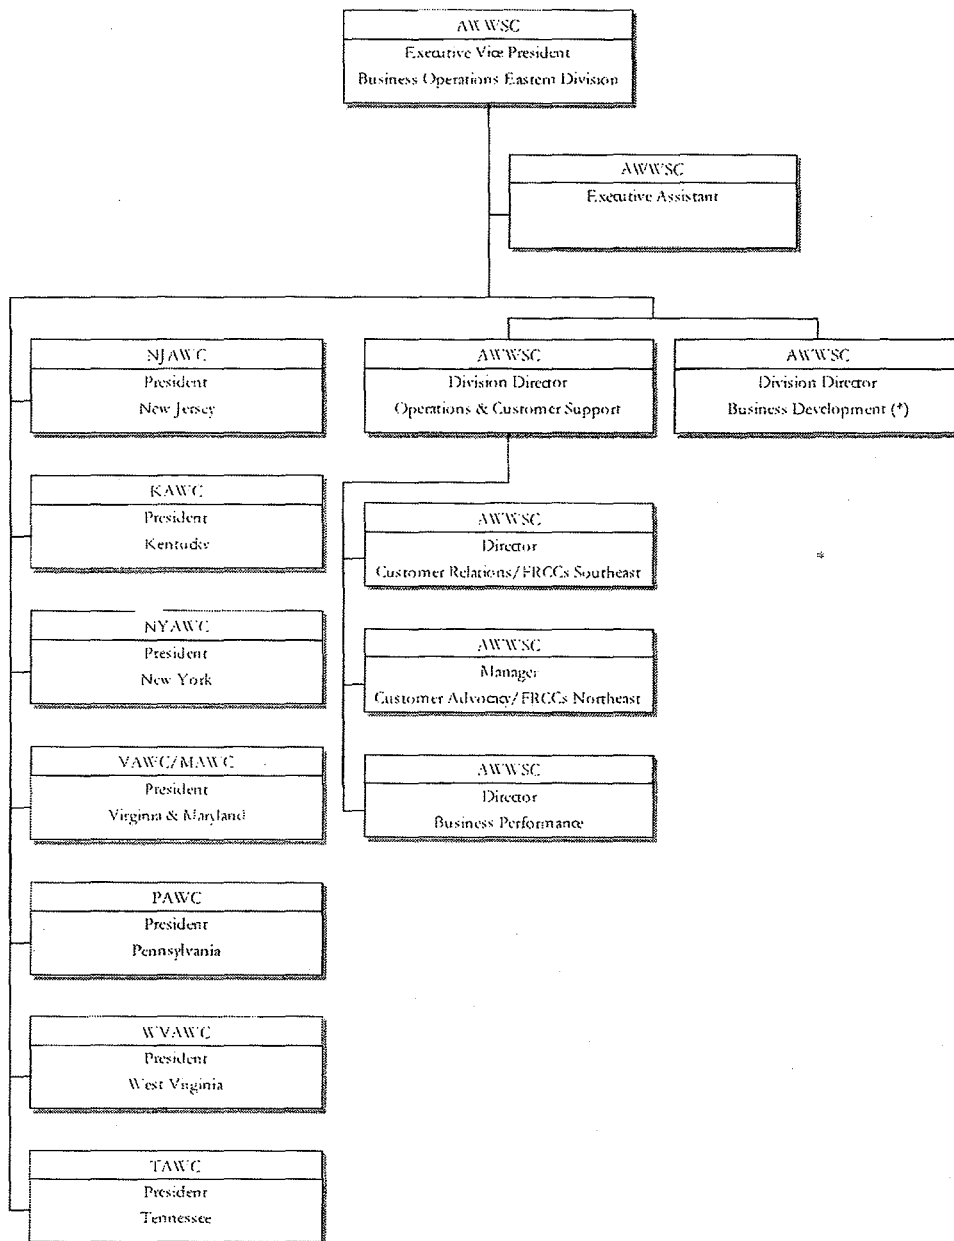 AWWSC
Executive Vice President
Business Operations Eastern Division
AWWSC
Executive Assistant
NJAWC
President
New Jersey
KAWC
President
Kentucky
NYAWC
President
New York
VAWC/MAWC
President
Virginia & Maryland
PAWC
President
Pennsylvania
WVAWC
President
West Virginia
TAWC
President
Tennessee
AWWSC
Division Director
Operations & Customer Support
AWWSC
Director
Customer Relations/FRCCs Southeast
AWWSC
Manager
Customer Advocacy/FRCCs Northeast
AWWSC
Director
Business Performance
AWWSC
Division Director
Business Development (*)